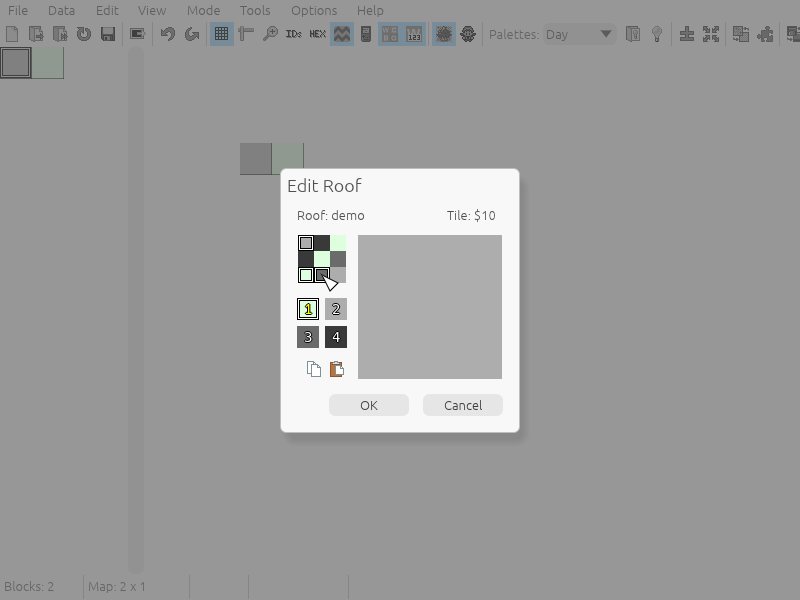 File Data Edit View Mode Tools Options Help
IDs HEX 123 Palettes: Day
Edit Roof
Roof: demo Tile: $10
1 2
3 4
OK Cancel
Blocks: 2 Map: 2 x 1